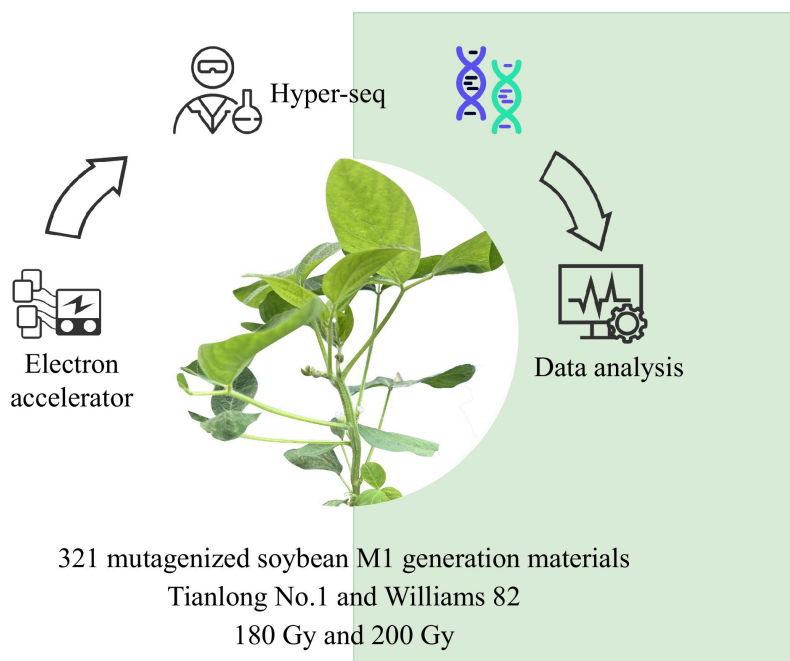 Hyper-seq
Electron
accelerator
Data analysis
321 mutagenized soybean M1 generation materials
Tianlong No.1 and Williams 82
180 Gy and 200 Gy